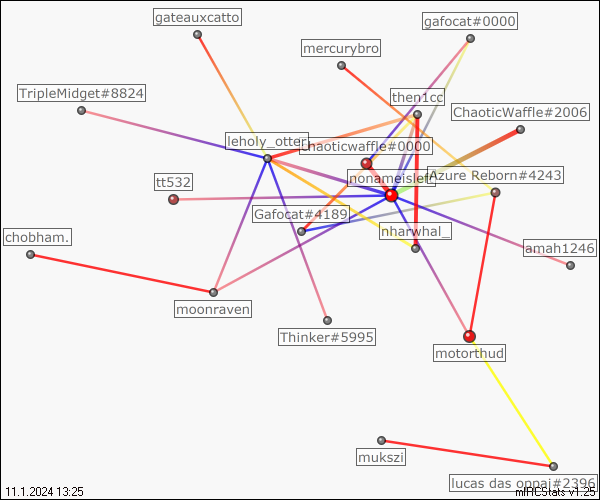 gateauxcatto
gafocat#0000
mercurybro
TripleMidget#8824
then1cc
ChaoticWaffle#2006
leholy_otter
chaoticwaffle#0000
nonameisleft
Azure Reborn#4243
tt532
Gafocat#4189
nharwhal_
chobham.
amah1246
moonraven
Thinker#5995
motorthud
mukszi
lucas das oppai#2396
11.1.2024 13:25
mIRCStats v1.25